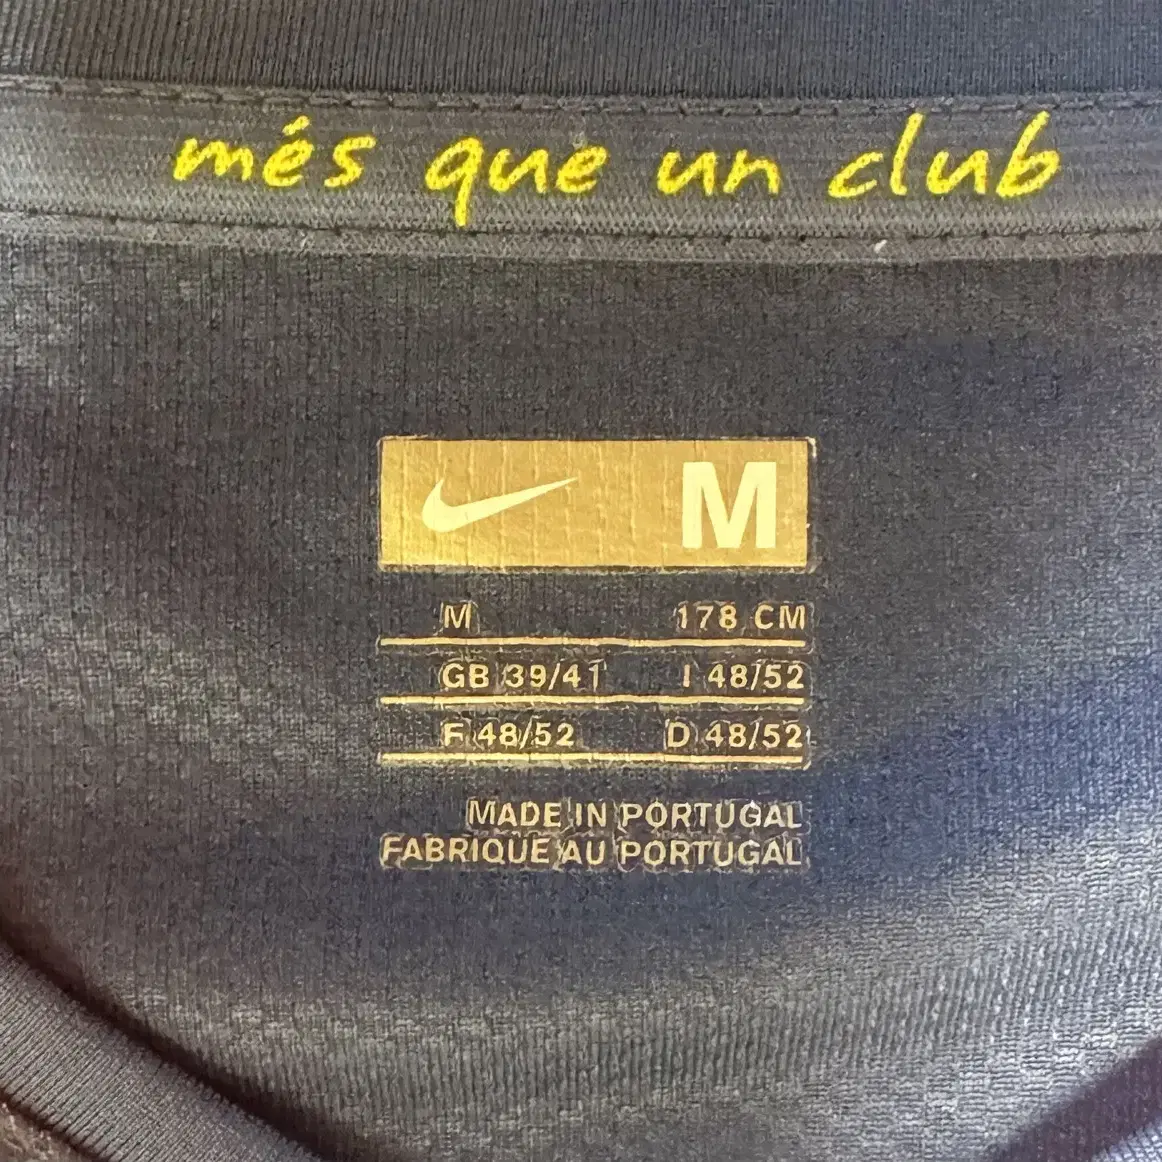 més que un club
M
M 178 CM
GB 39/41 I 48/52
F 48/52 D 48/52
MADE IN PORTUGAL
FABRIQUE AU PORTUGAL